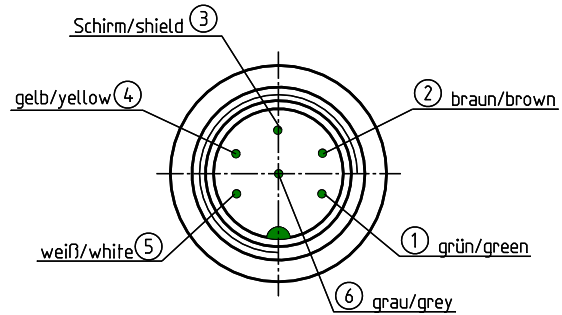 Schirm/shield 3
gelb/yellow 4
2 braun/brown
weiß/white 5
1 grün/green
6 grau/grey